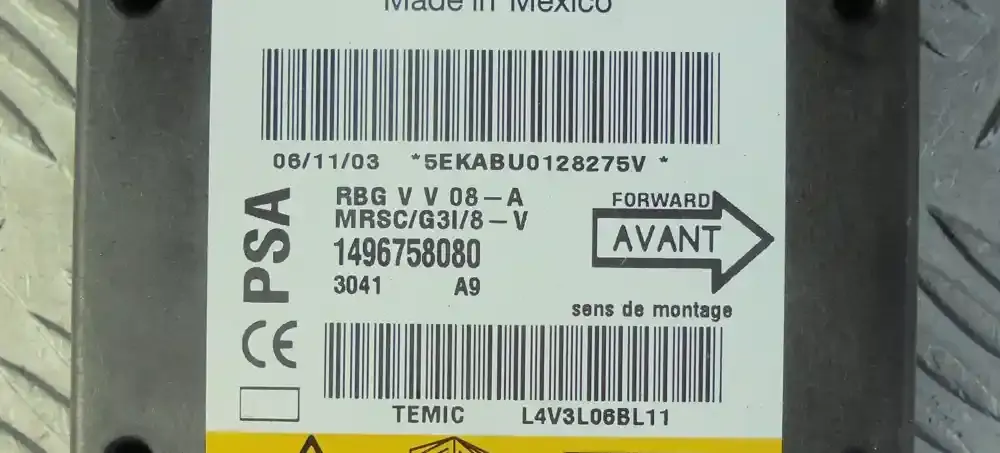 Made in Mexico
06/11/03 *5EKABU0128275V *
PSA
RBG V V 08-A
MRSC/G3I/8-V
1496758080
3041 A9
FORWARD
AVANT
sens de montage
CE
TEMIC L4V3L06BL11